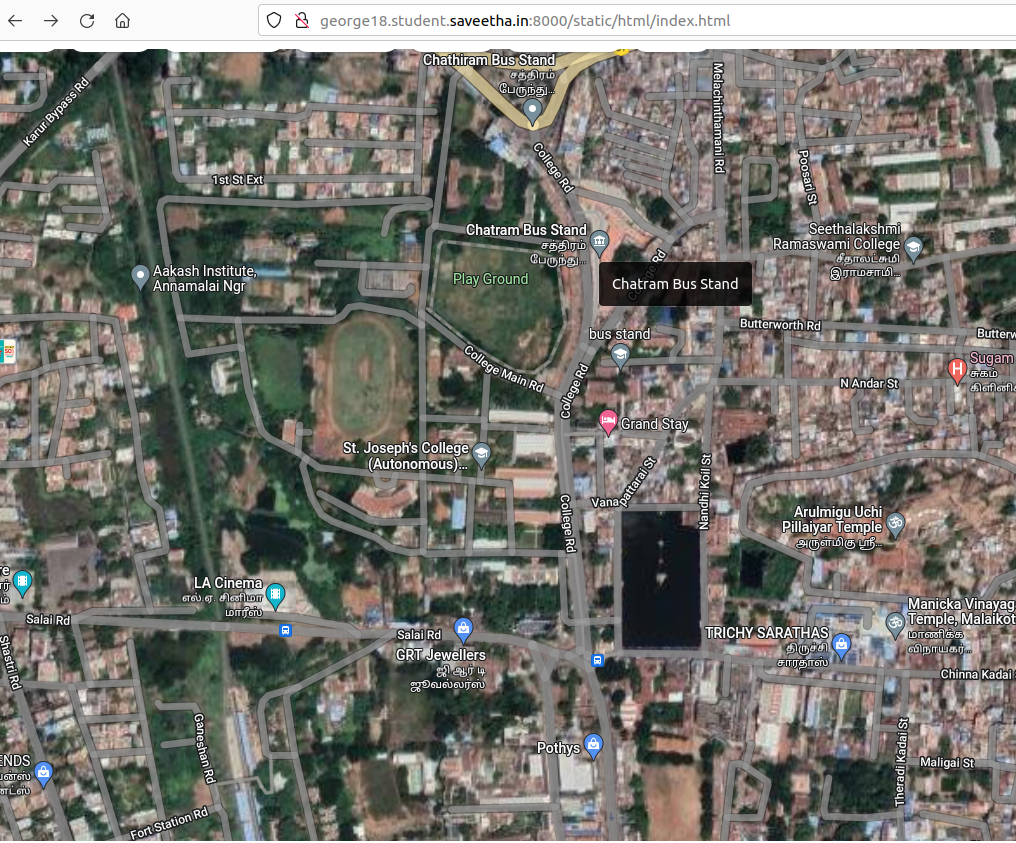 george18.student.saveetha.in:8000/static/html/index.html
Chathiram Bus Stand
சத்திரம்
பேருந்து...
Karur Bypass Rd
Melachinthamani Rd
College Rd
1st St Ext
Poosari St
Chatram Bus Stand
சத்திரம்
பேருந்து...
Seethalakshmi
Ramaswami College
சீதாலட்சுமி
இராமசாமி...
Aakash Institute,
Annamalai Ngr
Play Ground
Chatram Bus Stand
Rd
bus stand
Butterworth Rd
Butterw
College Main Rd
College Rd
Sugam
சுகம்
கிளினிக்
N Andar St
Grand Stay
St. Joseph's College
(Autonomous)...
Vanapattarai St
Nandhi Koil St
College Rd
Arulmigu Uchi
Pillaiyar Temple
அருள்மிகு ஸ்ரீ...
LA Cinema
எல்.ஏ. சினிமா
மாரிஸ்
Salai Rd
Salai Rd
GRT Jewellers
ஜி ஆர் டி
ஜூவல்லர்ஸ்
Manicka Vinayaga
Temple, Malaikot
மாணிக்க
விநாயகர்...
TRICHY SARATHAS
திருச்சி
சாரதாஸ்
Shastri Rd
Chinna Kadai
Ganeshan Rd
Pothys
ENDS
Theradi Kadai St
Maligai St
Fort Station Rd